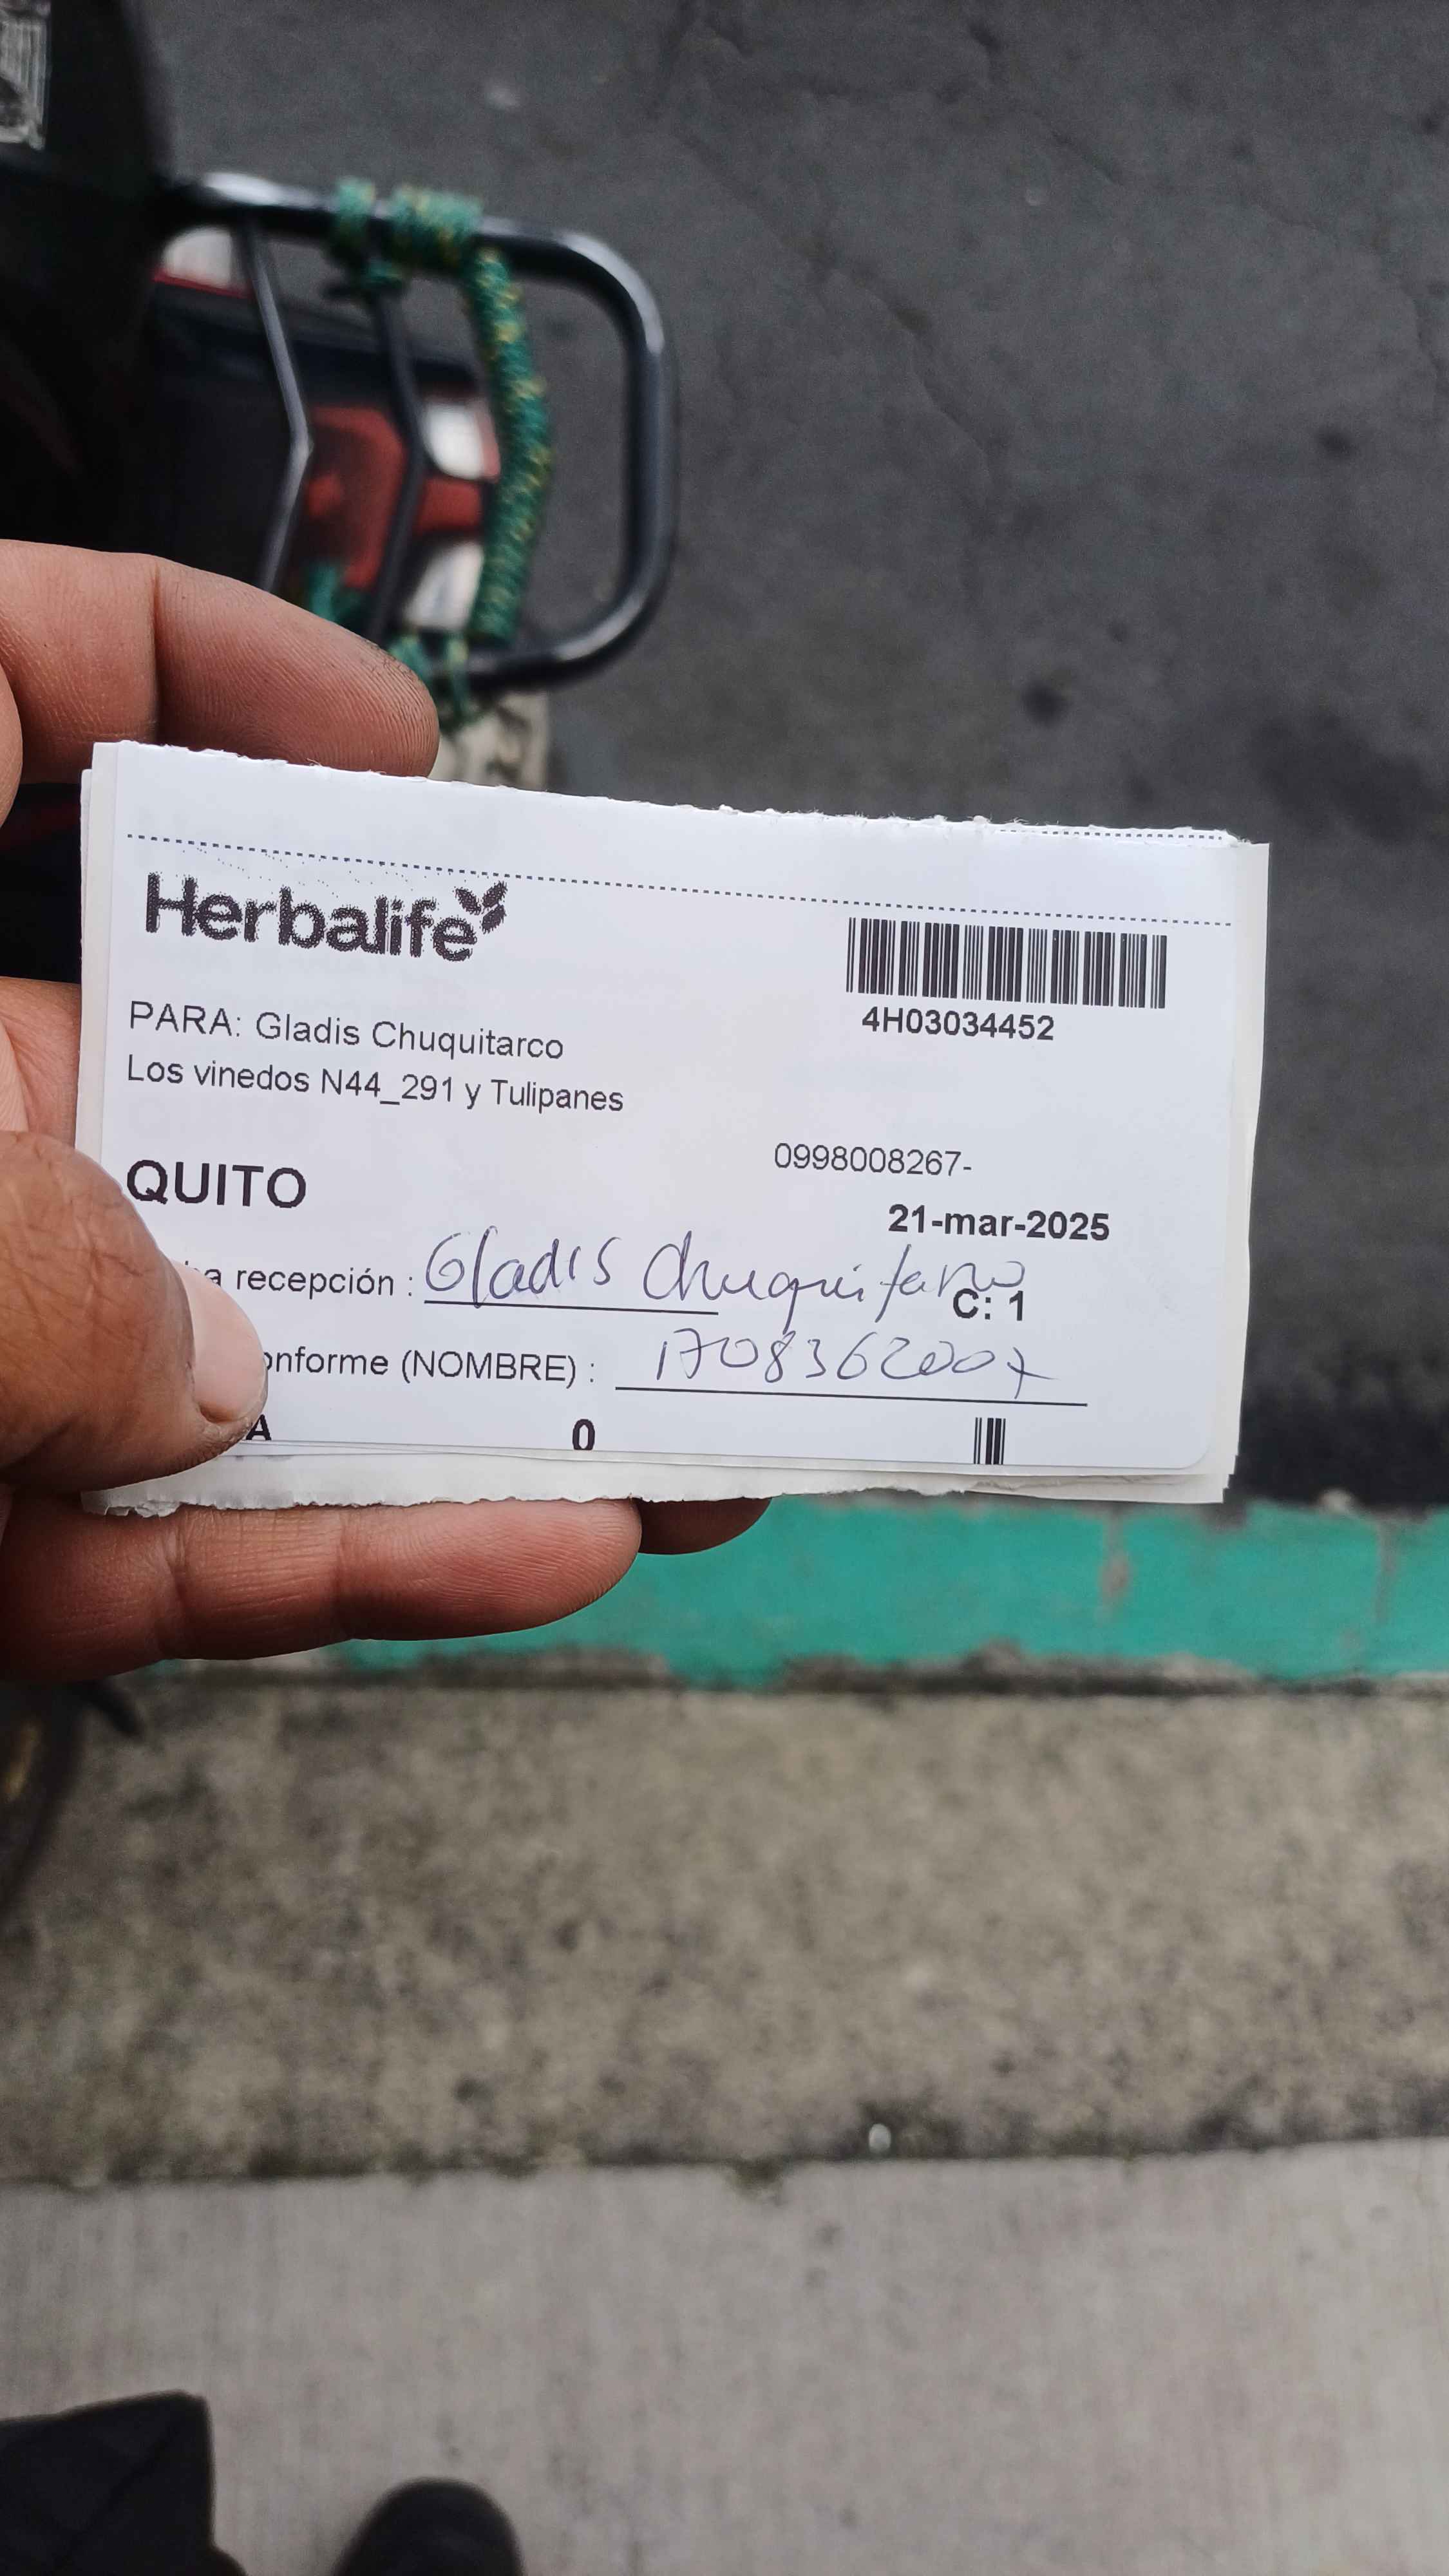 Herbalife
4H03034452
PARA: Gladis Chuquitarco
Los vinedos N44_291 y Tulipanes
0998008267-
QUITO
21-mar-2025
a recepción : Gladis Chuquitarco
C: 1
onforme (NOMBRE) : 1708362007
A 0